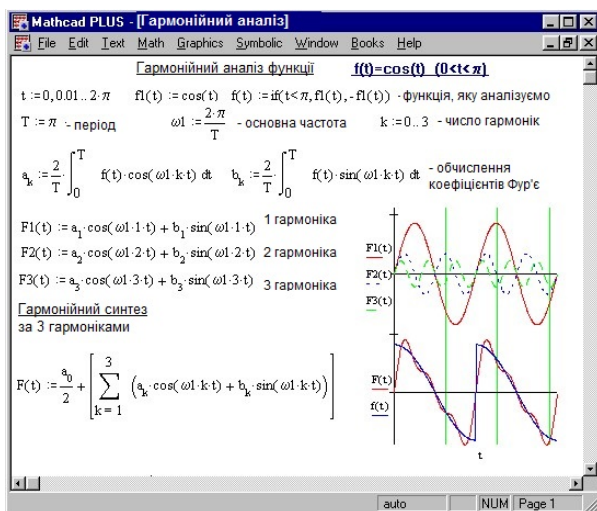 Mathcad PLUS - [Гармонійний аналіз]
File Edit Text Math Graphics Symbolic Window Books Help
Гармонійний аналіз функції f(t)=cos(t) (0<t<π)
t := 0, 0.01 .. 2·π f1(t) := cos(t) f(t) := if(t<π, f1(t), -f1(t)) - функція, яку аналізуємо
T := π - період ω1 := 2·π/T - основна частота k := 0.. 3 - число гармонік
a_k := 2/T · ∫_0^T f(t)·cos(ω1·k·t) dt b_k := 2/T · ∫_0^T f(t)·sin(ω1·k·t) dt - обчислення
коефіцієнтів Фур'є
F1(t) := a_1·cos(ω1·1·t) + b_1·sin(ω1·1·t) 1 гармоніка
F2(t) := a_2·cos(ω1·2·t) + b_2·sin(ω1·2·t) 2 гармоніка
F3(t) := a_3·cos(ω1·3·t) + b_3·sin(ω1·3·t) 3 гармоніка
F1(t)
F2(t)
F3(t)
Гармонійний синтез
за 3 гармоніками
F(t) := a_0/2 + [∑_{k = 1}^{3} (a_k·cos(ω1·k·t) + b_k·sin(ω1·k·t))]
F(t)
f(t)
t
auto NUM Page 1